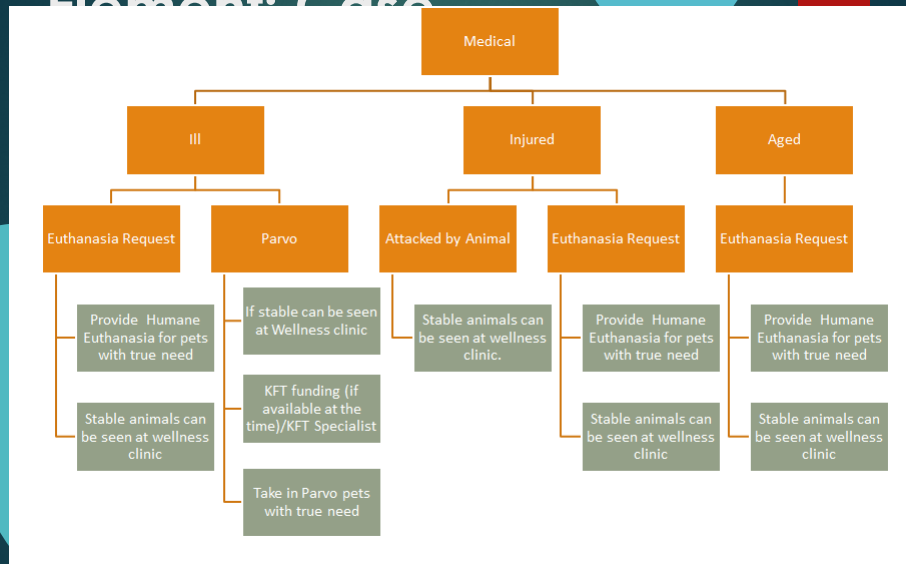 Medical
Ill
Injured
Aged
Euthanasia Request
Parvo
Attacked by Animal
Euthanasia Request
Euthanasia Request
Provide Humane
Euthanasia for pets
with true need
Stable animals can
be seen at wellness
clinic
If stable can be seen
at Wellness clinic
KFT funding (if
available at the
time)/KFT Specialist
Take in Parvo pets
with true need
Stable animals can
be seen at wellness
clinic.
Provide Humane
Euthanasia for pets
with true need
Stable animals can
be seen at wellness
clinic
Provide Humane
Euthanasia for pets
with true need
Stable animals can
be seen at wellness
clinic